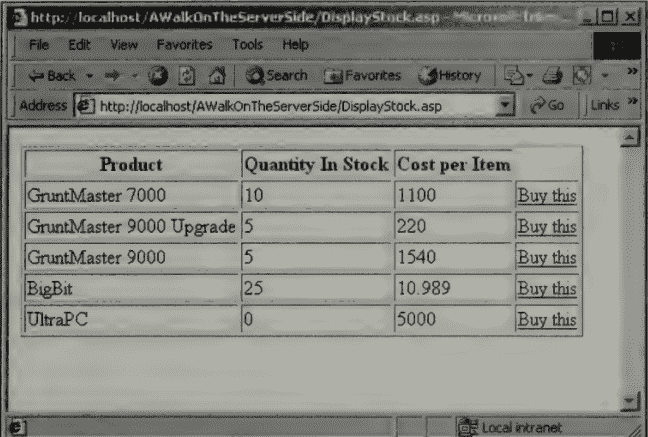 http://localhost/AWalkOnTheServerSide/DisplayStock.asp -
File Edit View Favorites Tools Help
Back Search Favorites History
Address http://localhost/AWalkOnTheServerSide/DisplayStock.asp Go Links
Product Quantity In Stock Cost per Item
GruntMaster 7000 10 1100 Buy this
GruntMaster 9000 Upgrade 5 220 Buy this
GruntMaster 9000 5 1540 Buy this
BigBit 25 10.989 Buy this
UltraPC 0 5000 Buy this
Local intranet